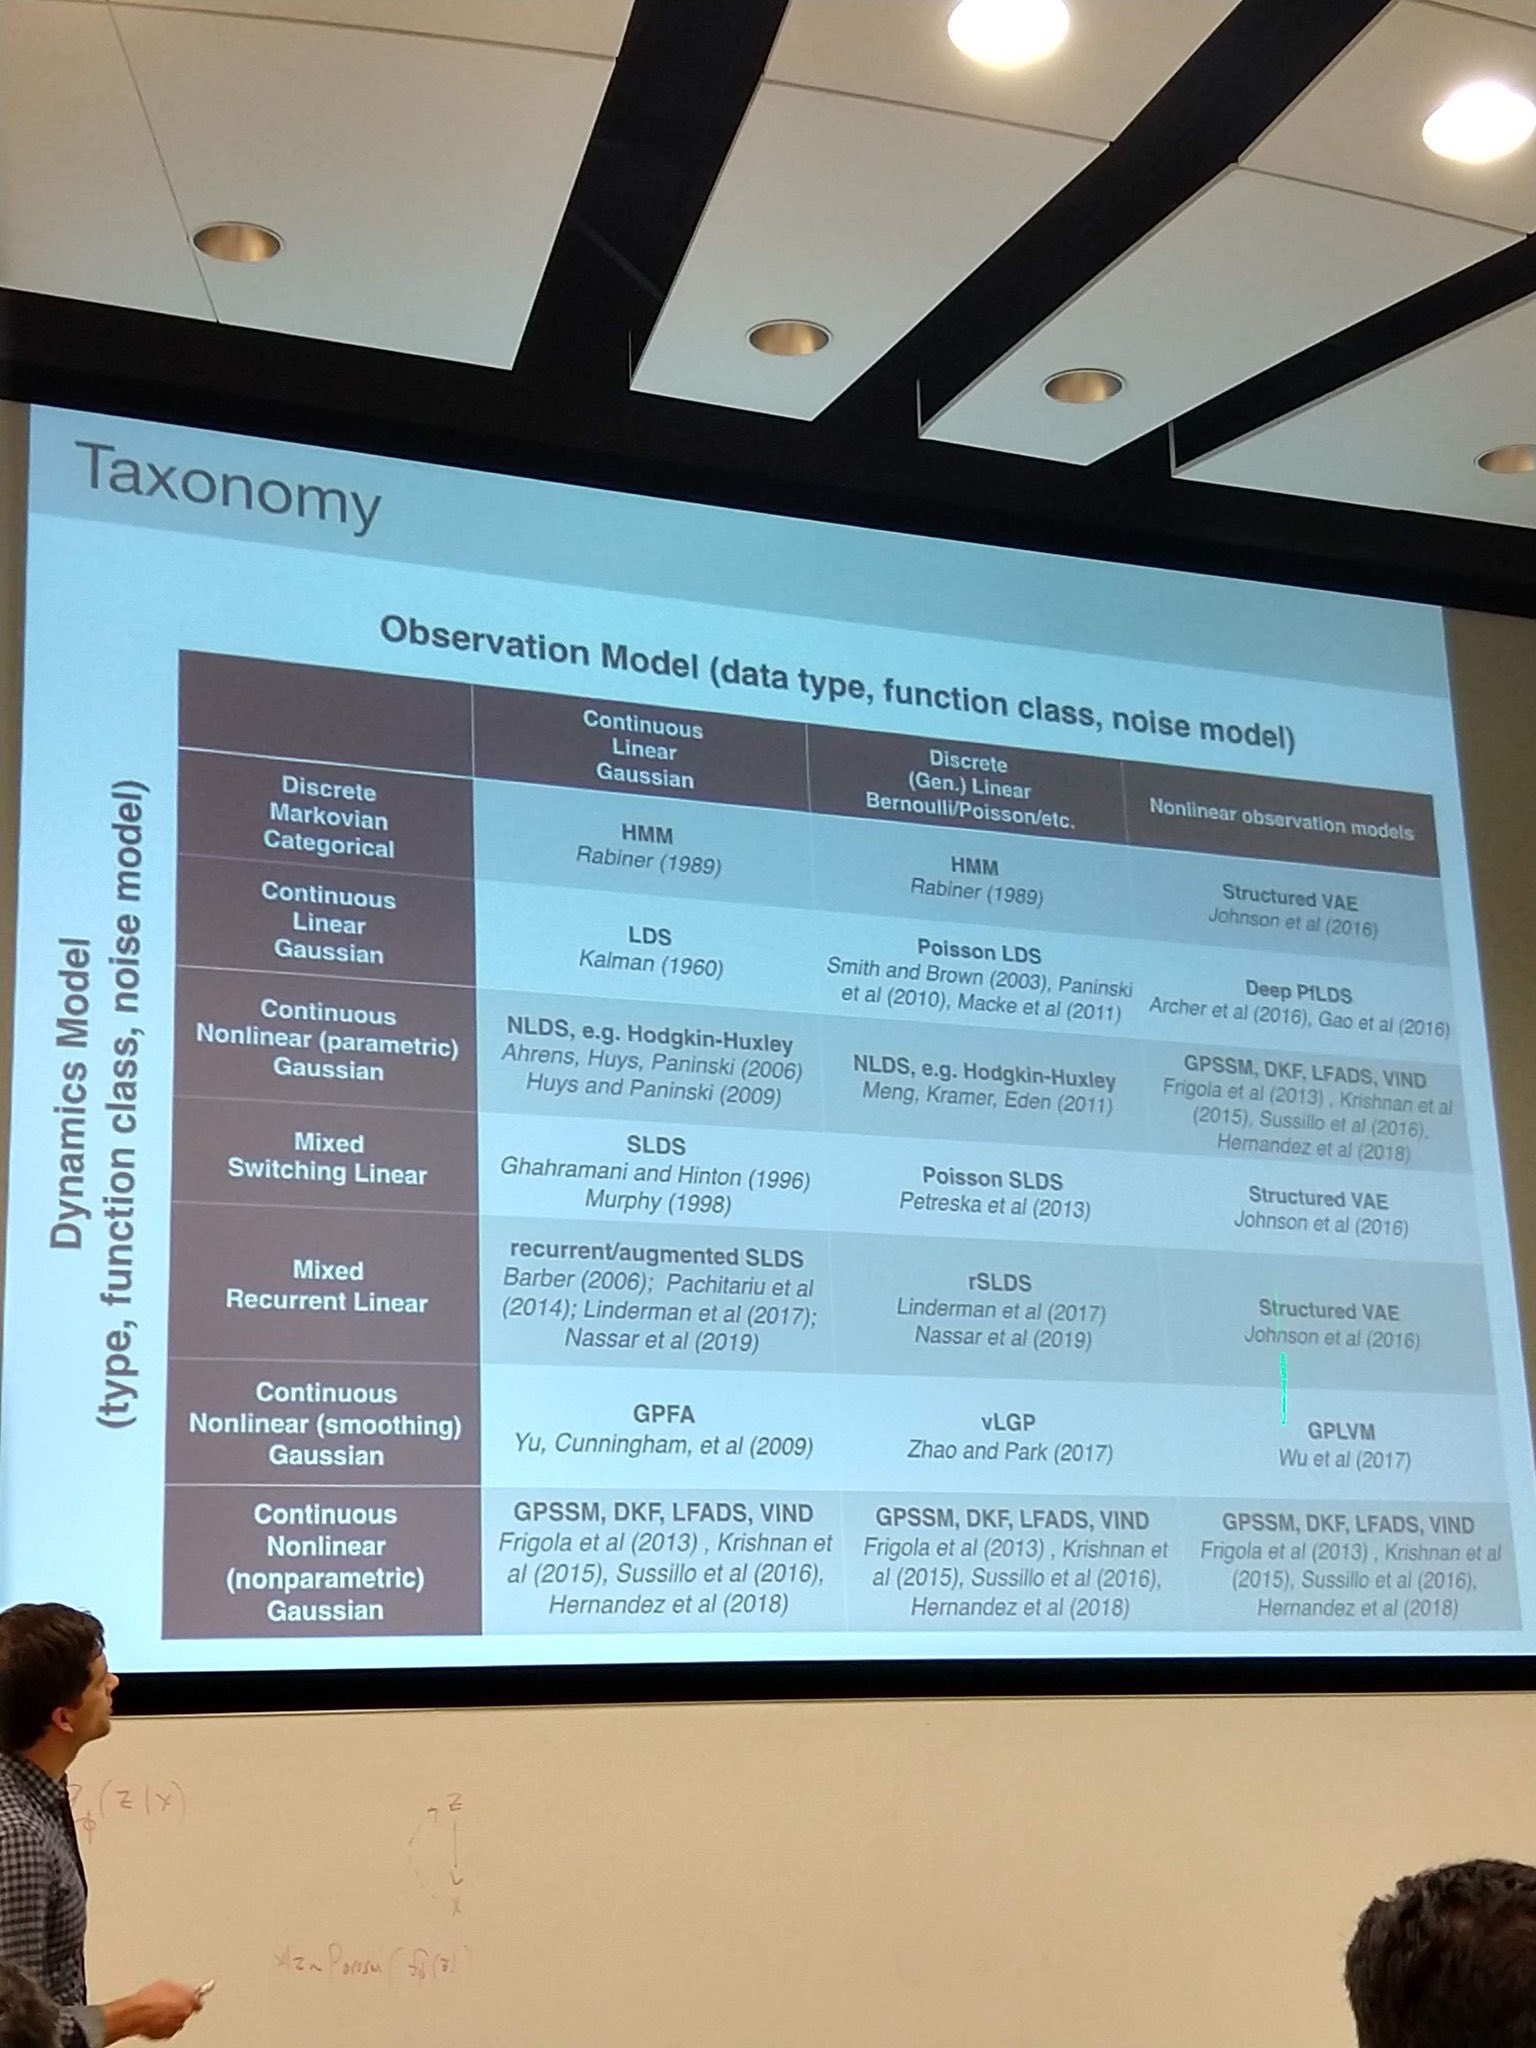 Taxonomy
Observation Model (data type, function class, noise model)
Dynamics Model
(type, function class, noise model)
Continuous
Linear
Gaussian
Discrete
(Gen.) Linear
Bernoulli/Poisson/etc.
Nonlinear observation models
Discrete
Markovian
Categorical
HMM
Rabiner (1989)
HMM
Rabiner (1989)
Structured VAE
Johnson et al (2016)
Continuous
Linear
Gaussian
LDS
Kalman (1960)
Poisson LDS
Smith and Brown (2003), Paninski
et al (2010), Macke et al (2011)
Deep PfLDS
Archer et al (2016), Gao et al (2016)
Continuous
Nonlinear (parametric)
Gaussian
NLDS, e.g. Hodgkin-Huxley
Ahrens, Huys, Paninski (2006)
Huys and Paninski (2009)
NLDS, e.g. Hodgkin-Huxley
Meng, Kramer, Eden (2011)
GPSSM, DKF, LFADS, VIND
Frigola et al (2013) , Krishnan et al
(2015), Sussillo et al (2016),
Hernandez et al (2018)
Mixed
Switching Linear
SLDS
Ghahramani and Hinton (1996)
Murphy (1998)
Poisson SLDS
Petreska et al (2013)
Structured VAE
Johnson et al (2016)
Mixed
Recurrent Linear
recurrent/augmented SLDS
Barber (2006); Pachitariu et al
(2014); Linderman et al (2017);
Nassar et al (2019)
rSLDS
Linderman et al (2017)
Nassar et al (2019)
Structured VAE
Johnson et al (2016)
Continuous
Nonlinear (smoothing)
Gaussian
GPFA
Yu, Cunningham, et al (2009)
vLGP
Zhao and Park (2017)
GPLVM
Wu et al (2017)
Continuous
Nonlinear
(nonparametric)
Gaussian
GPSSM, DKF, LFADS, VIND
Frigola et al (2013) , Krishnan et
al (2015), Sussillo et al (2016),
Hernandez et al (2018)
GPSSM, DKF, LFADS, VIND
Frigola et al (2013) , Krishnan et
al (2015), Sussillo et al (2016),
Hernandez et al (2018)
GPSSM, DKF, LFADS, VIND
Frigola et al (2013) , Krishnan et al
(2015), Sussillo et al (2016),
Hernandez et al (2018)
(z|x)
z
x